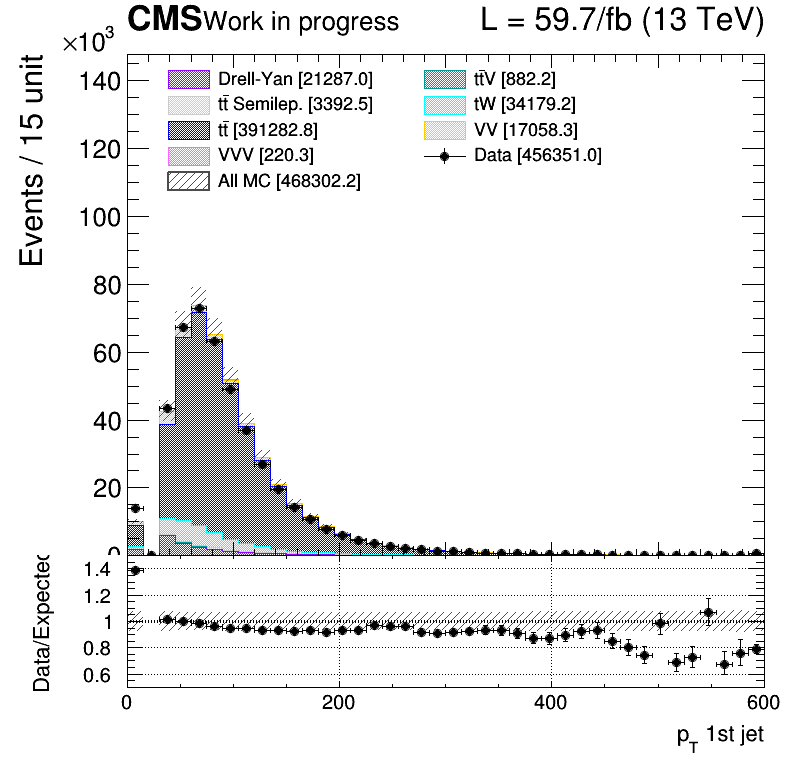 CMS Work in progress L = 59.7/fb (13 TeV)
×10³
Events / 15 unit
140
120
100
80
60
40
20
0
Drell-Yan [21287.0]
tt̄ Semilep. [3392.5]
tt̄ [391282.8]
VVV [220.3]
All MC [468302.2]
tt̄V [882.2]
tW [34179.2]
VV [17058.3]
Data [456351.0]
Data/Expected
1.4
1.2
1
0.8
0.6
0 200 400 600
p_T 1st jet